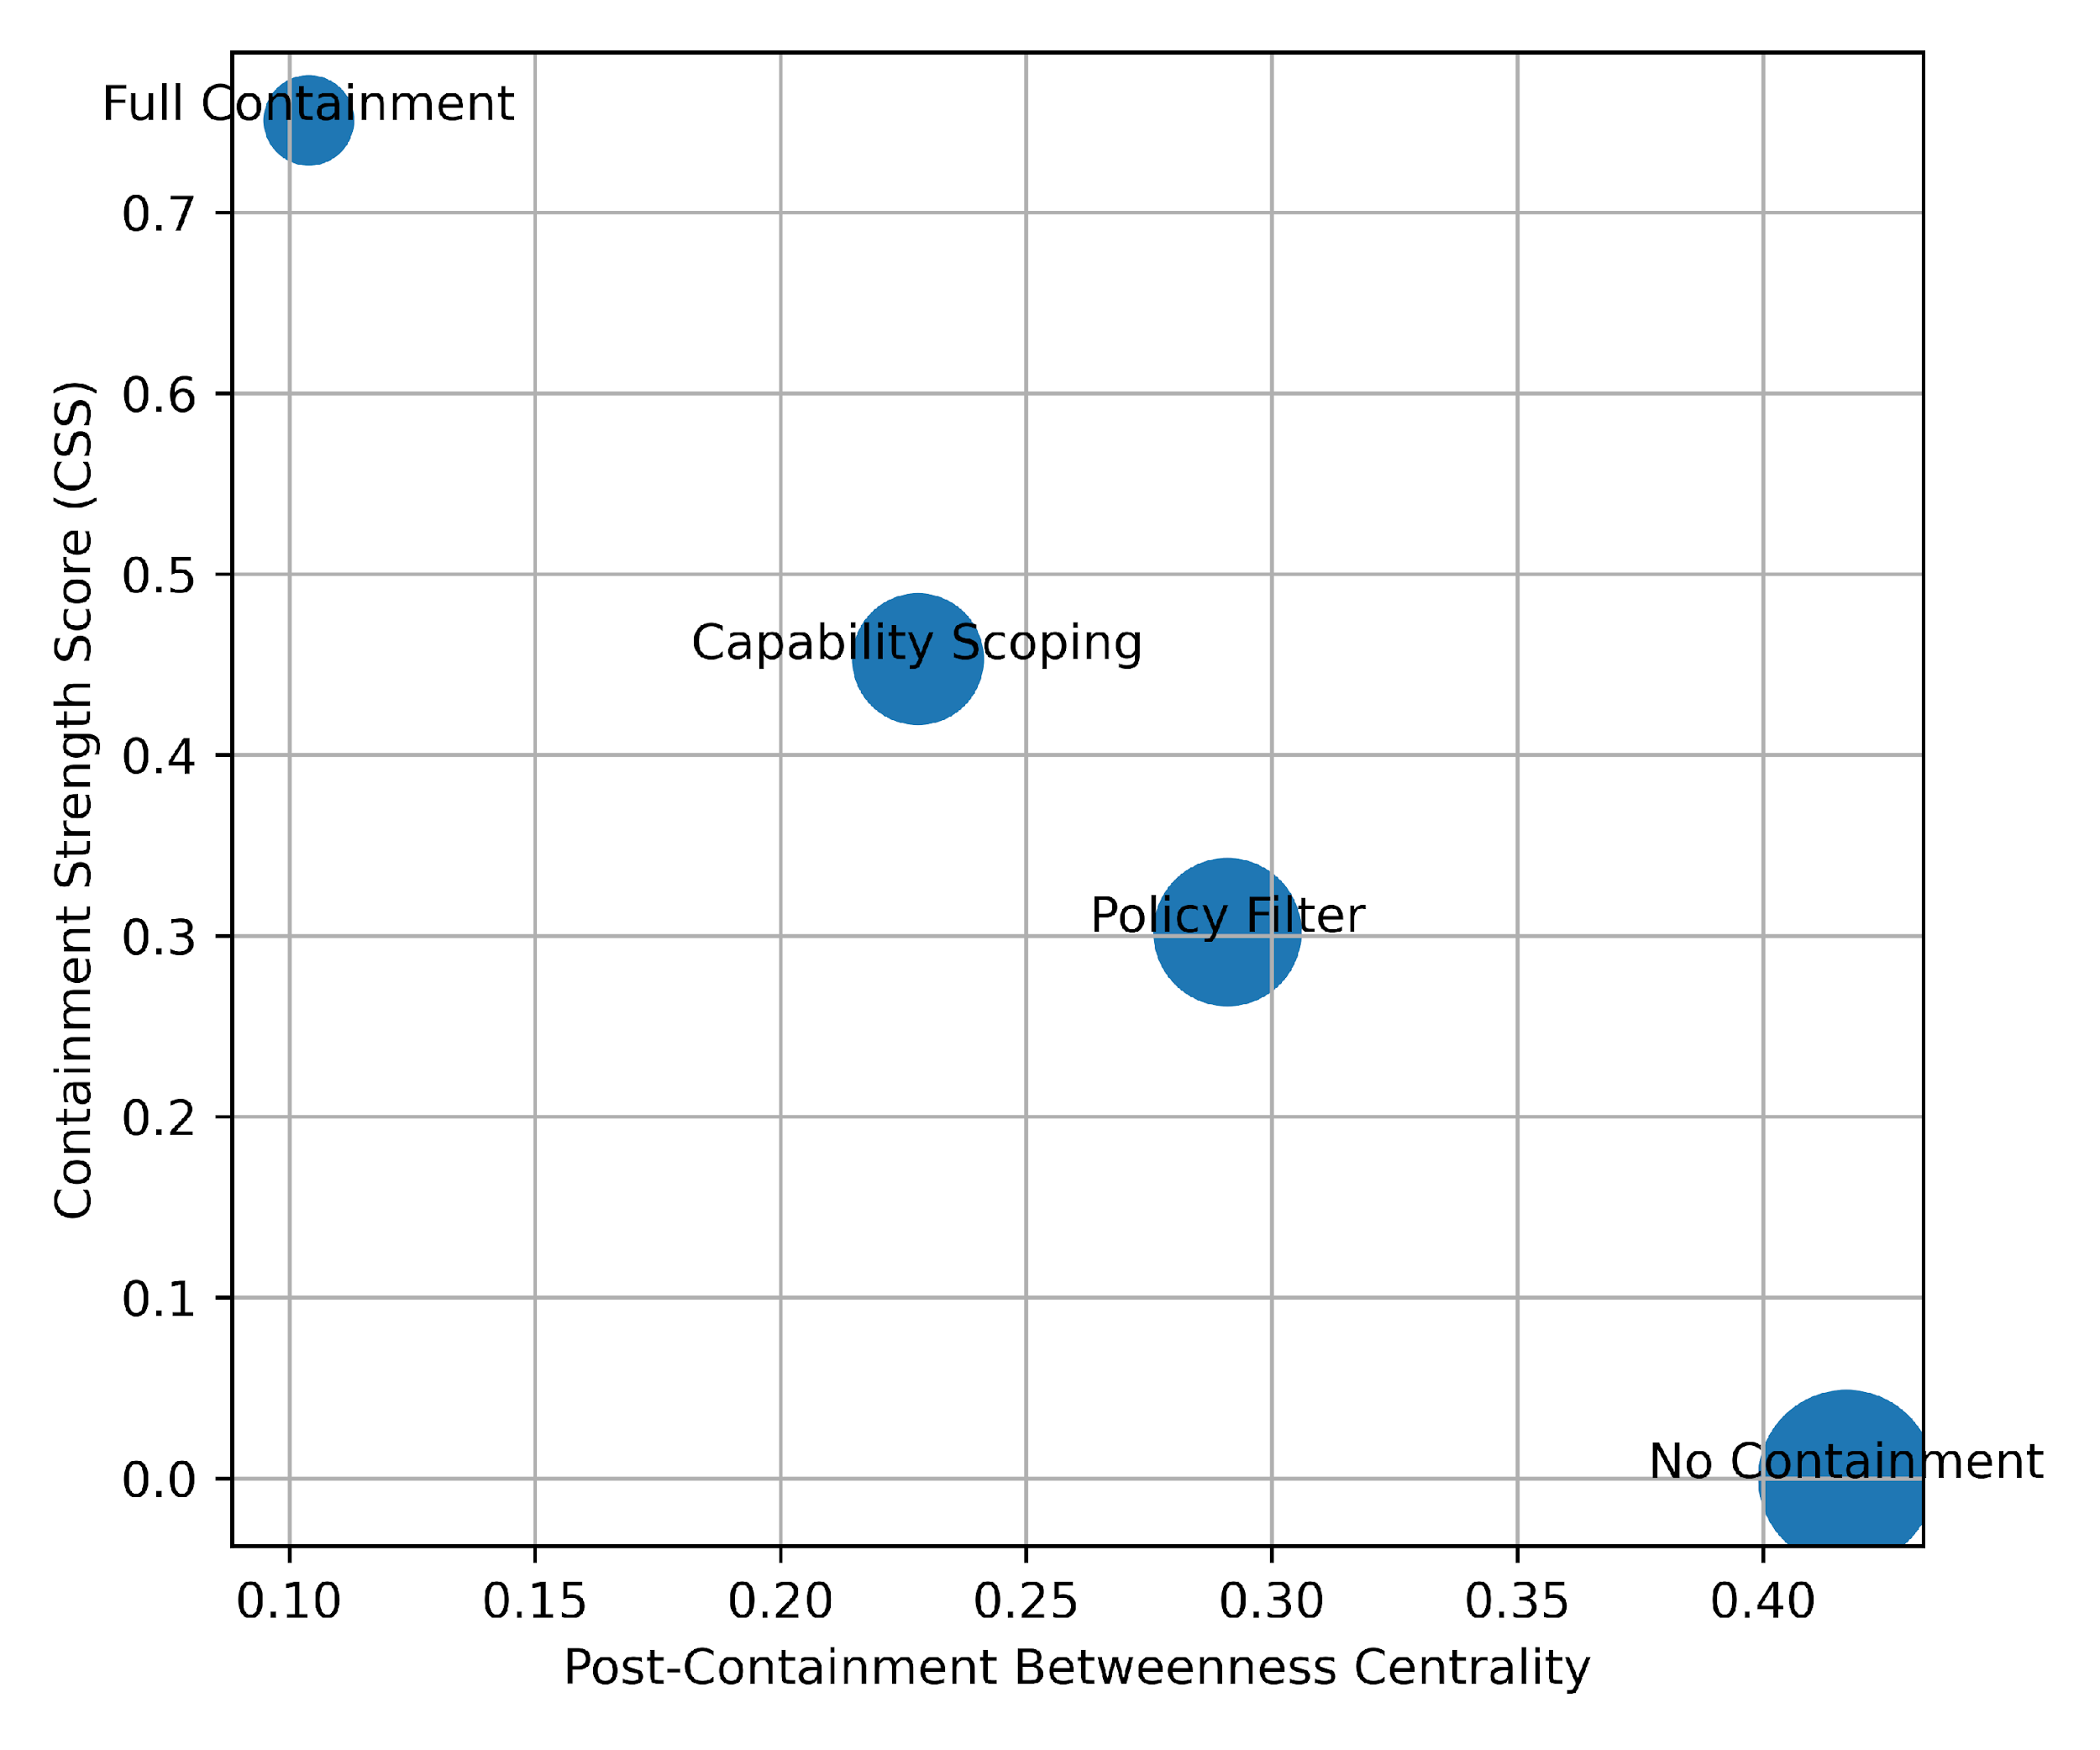 Full Containment
0.7
0.6
Capability Scoping
0.5
0.4
Policy Filter
0.3
0.2
0.1
No Containment
0.0
Containment Strength Score (CSS)
0.10 0.15 0.20 0.25 0.30 0.35 0.40
Post-Containment Betweenness Centrality